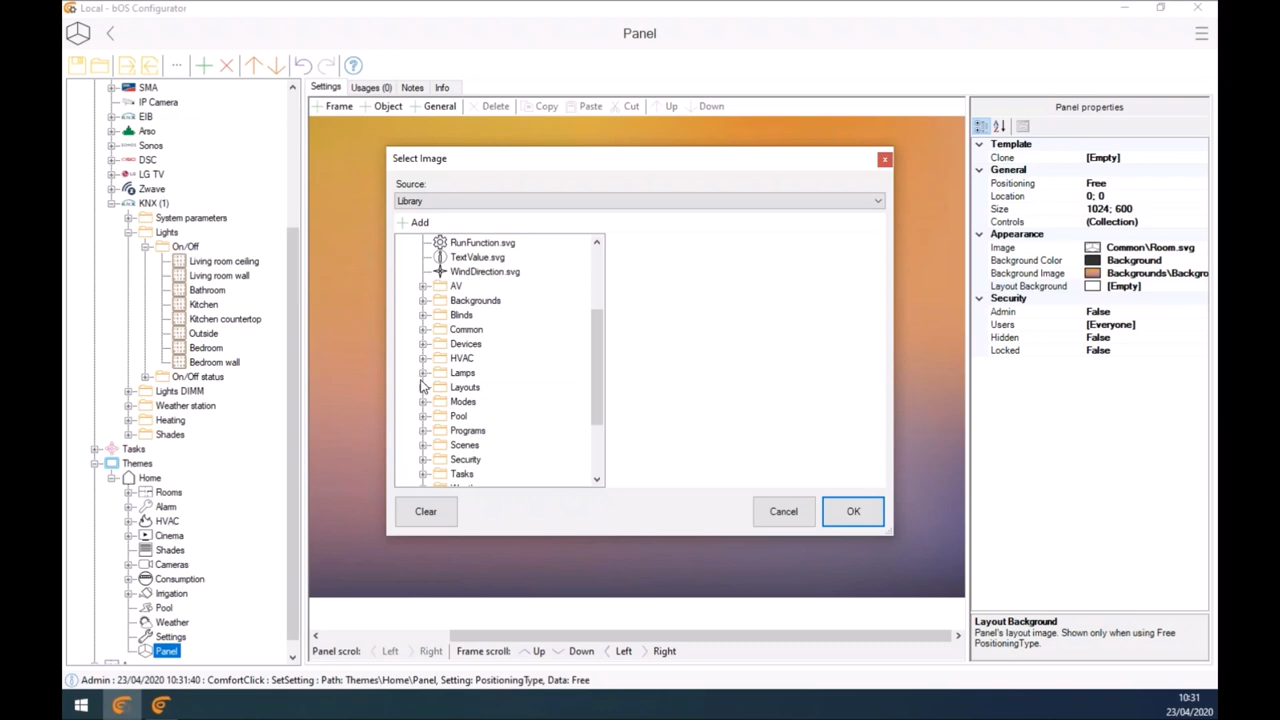 Local - bOS Configurator
Panel
SMA
IP Camera
EIB
Arso
Sonos
DSC
LG TV
Zwave
KNX (1)
System parameters
Lights
On/Off
Living room ceiling
Living room wall
Bathroom
Kitchen
Kitchen countertop
Outside
Bedroom
Bedroom wall
On/Off status
Lights DIMM
Weather station
Heating
Shades
Tasks
Themes
Home
Rooms
Alarm
HVAC
Cinema
Shades
Cameras
Consumption
Irrigation
Pool
Weather
Settings
Panel
Settings Usages (0) Notes Info
Frame Object General Delete Copy Paste Cut Up Down
Select Image
Source:
Library
Add
RunFunction.svg
TextValue.svg
WindDirection.svg
AV
Backgrounds
Blinds
Common
Devices
HVAC
Lamps
Layouts
Modes
Pool
Programs
Scenes
Security
Tasks
Clear Cancel OK
Panel scrol: Left Right Frame scroll: Up Down Left Right
Panel properties
Template
Clone [Empty]
General
Positioning Free
Location 0; 0
Size 1024; 600
Controls (Collection)
Appearance
Image Common\Room.svg
Background Color Background
Background Image Backgrounds\Backgro
Layout Background [Empty]
Security
Admin False
Users [Everyone]
Hidden False
Locked False
Layout Background
Panel's layout image. Shown only when using Free
PositioningType.
Admin : 23/04/2020 10:31:40 : ComfortClick : SetSetting : Path: Themes\Home\Panel, Setting: PositioningType, Data: Free
10:31
23/04/2020